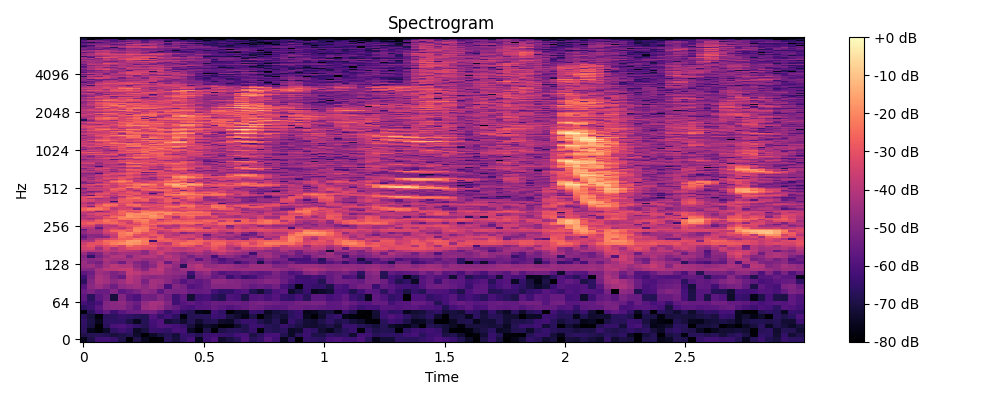 Spectrogram
Hz
4096
2048
1024
512
256
128
64
0
0
0.5
1
1.5
2
2.5
Time
+0 dB
-10 dB
-20 dB
-30 dB
-40 dB
-50 dB
-60 dB
-70 dB
-80 dB